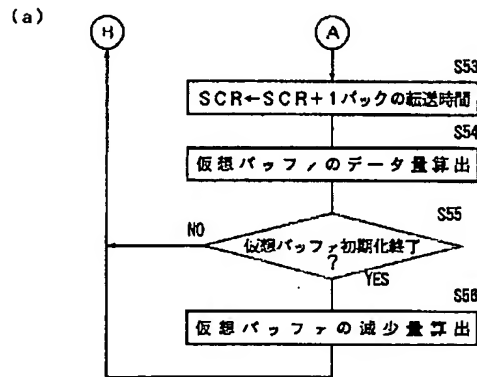 (a)
B
A
S53
SCR←SCR+1パックの転送時間
S54
仮想バッファのデータ量算出
S55
NO
仮想バッファ初期化終了
?
YES
S56
仮想バッファの減少量算出